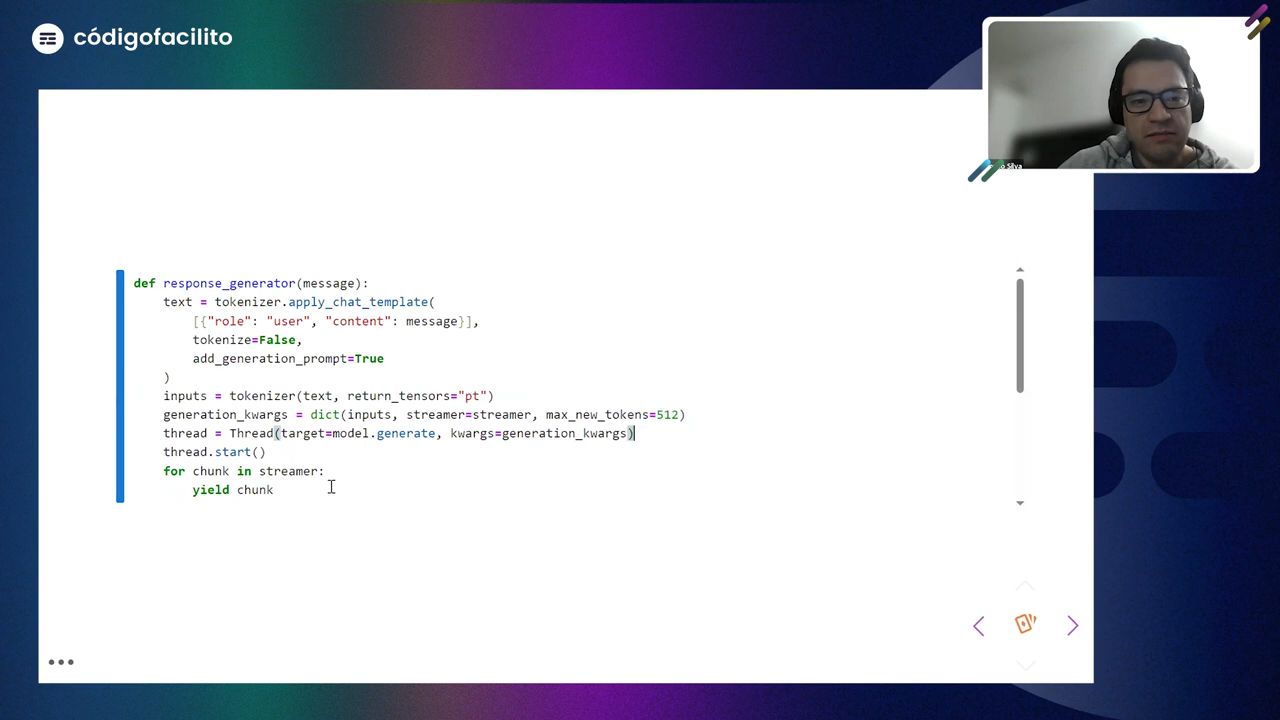 códigofacilito
Silva
def response_generator(message):
text = tokenizer.apply_chat_template(
[{"role": "user", "content": message}],
tokenize=False,
add_generation_prompt=True
)
inputs = tokenizer(text, return_tensors="pt")
generation_kwargs = dict(inputs, streamer=streamer, max_new_tokens=512)
thread = Thread(target=model.generate, kwargs=generation_kwargs)
thread.start()
for chunk in streamer:
yield chunk